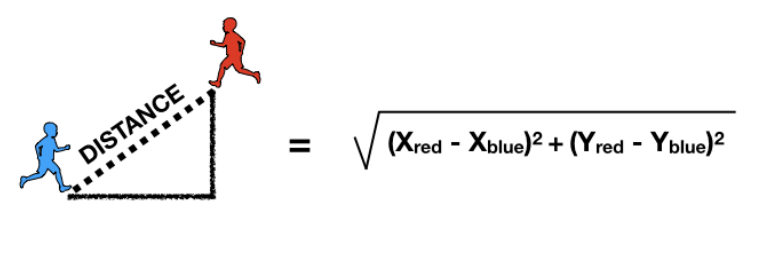 DISTANCE
= √(Xred - Xblue)² + (Yred - Yblue)²